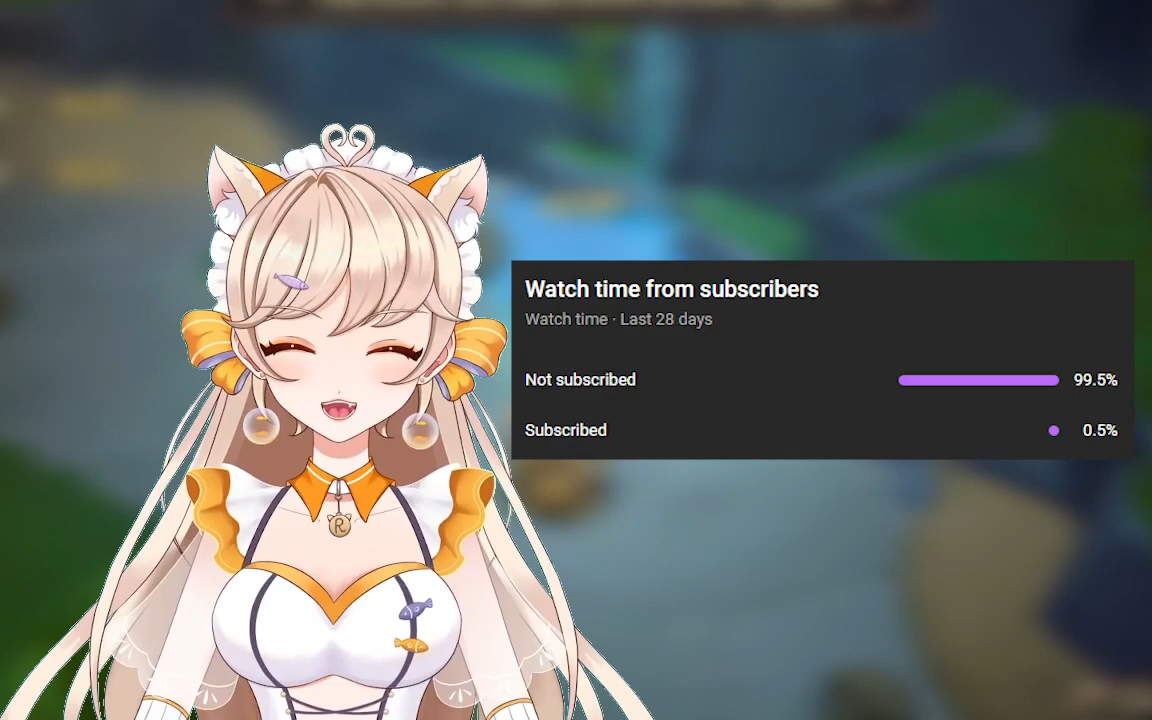 Watch time from subscribers
Watch time · Last 28 days
Not subscribed 99.5%
Subscribed 0.5%
R